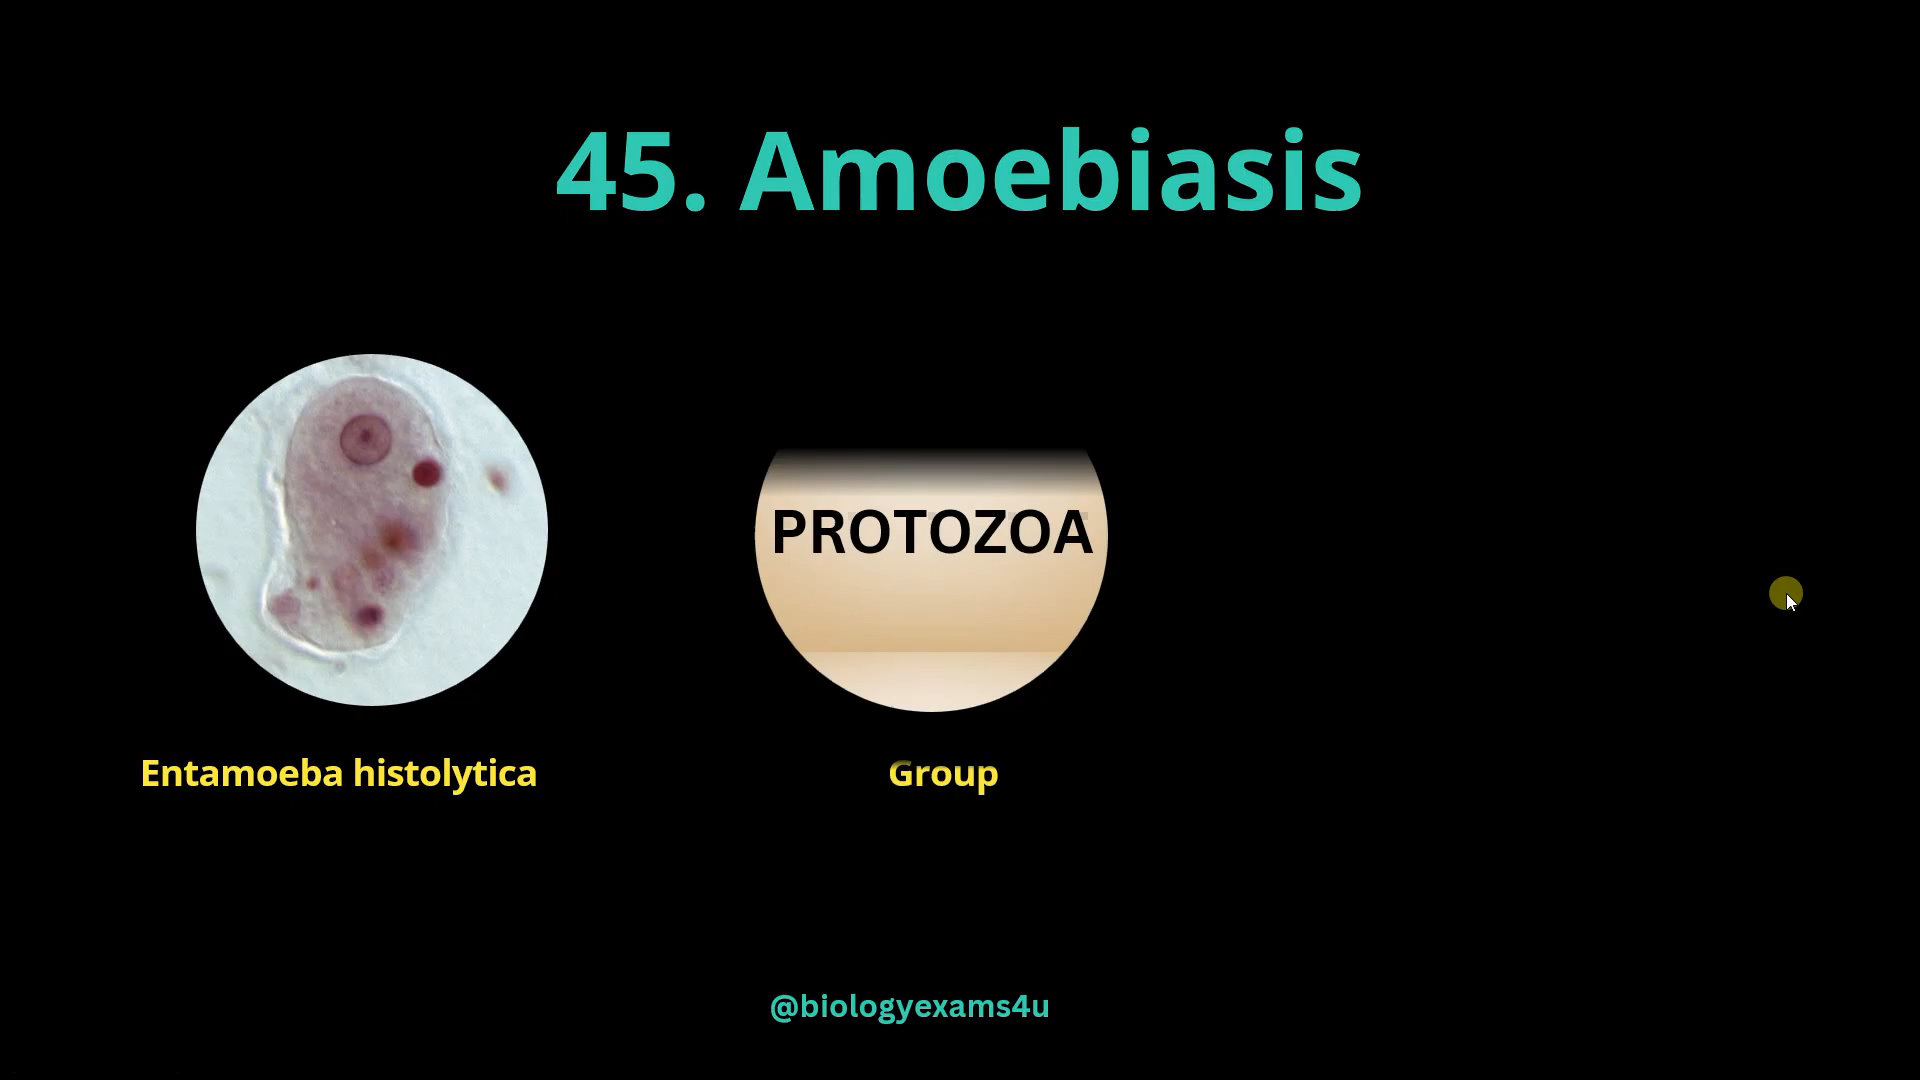 45. Amoebiasis
PROTOZOA
Entamoeba histolytica
Group
@biologyexams4u